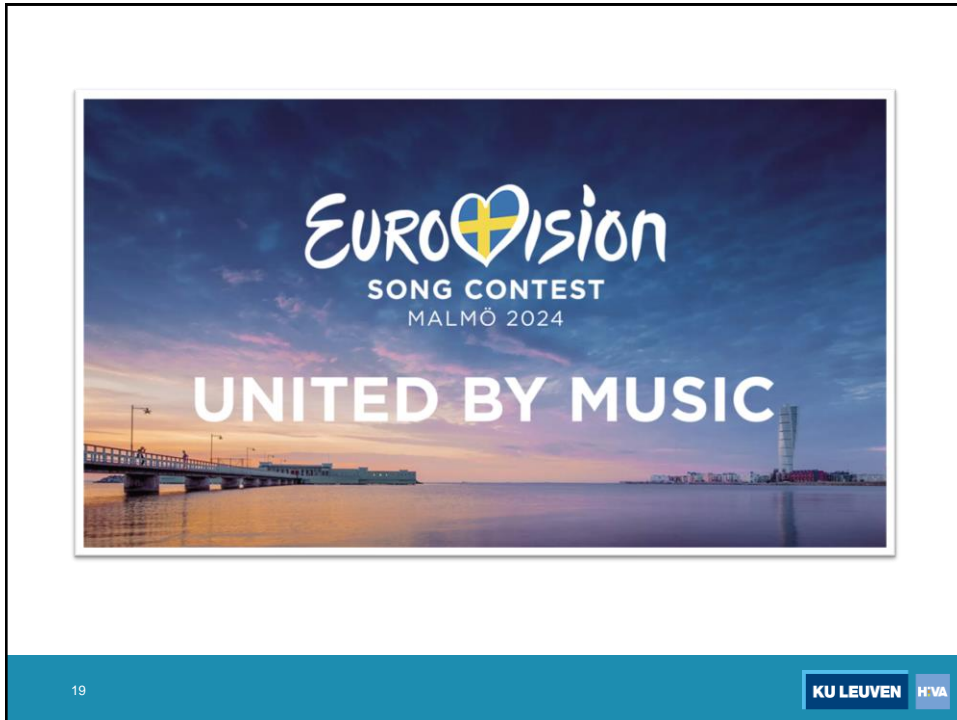 EUROVISION
SONG CONTEST
MALMÖ 2024
UNITED BY MUSIC
19
KU LEUVEN
HIVA